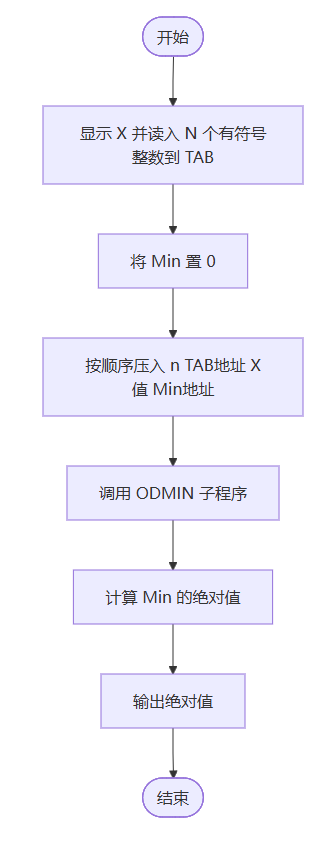 开始
显示 X 并读入 N 个有符号
整数到 TAB
将 Min 置 0
按顺序压入 n TAB地址 X
值 Min地址
调用 ODMIN 子程序
计算 Min 的绝对值
输出绝对值
结束